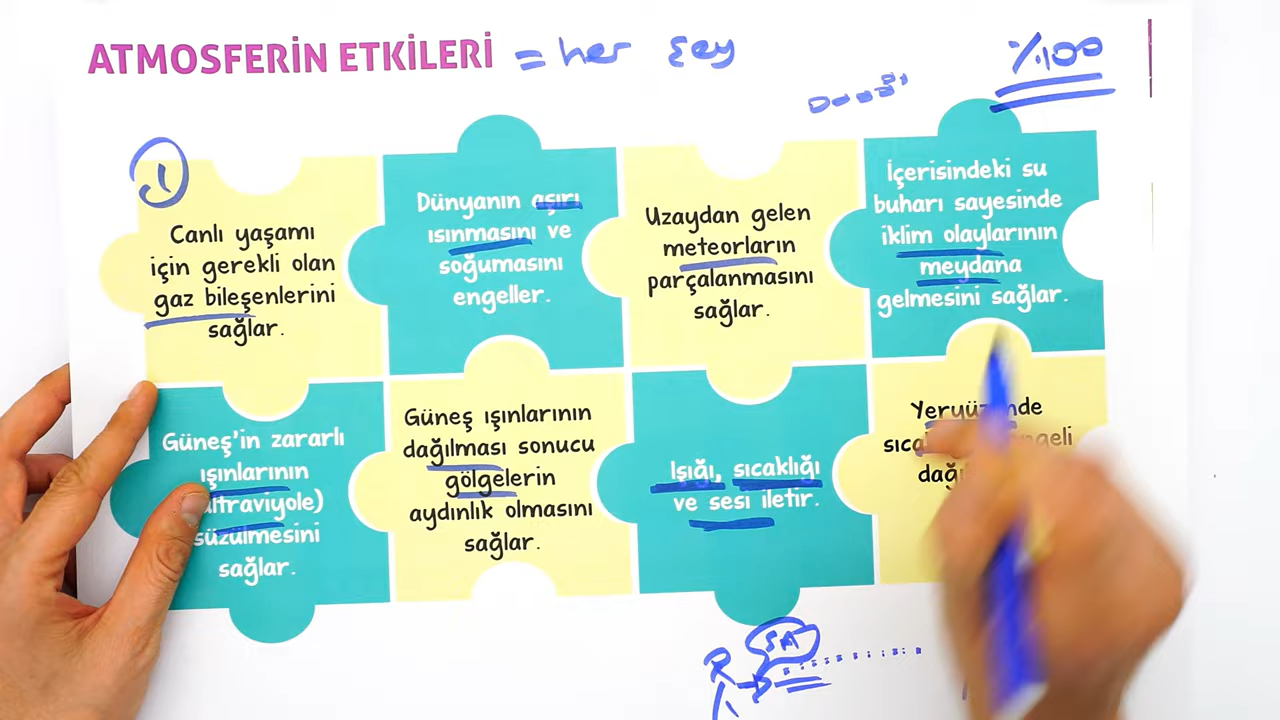 ATMOSFERİN ETKİLERİ = her şey
%100
1
Canlı yaşamı
için gerekli olan
gaz bileşenlerini
sağlar.
Dünyanın aşırı
ısınmasını ve
soğumasını
engeller.
Uzaydan gelen
meteorların
parçalanmasını
sağlar.
İçerisindeki su
buharı sayesinde
iklim olaylarının
meydana
gelmesini sağlar.
Güneş'in zararlı
ışınlarının
süzülmesini
sağlar.
Güneş ışınlarının
dağılması sonucu
gölgelerin
aydınlık olmasını
sağlar.
Işığı, sıcaklığı
ve sesi iletir.